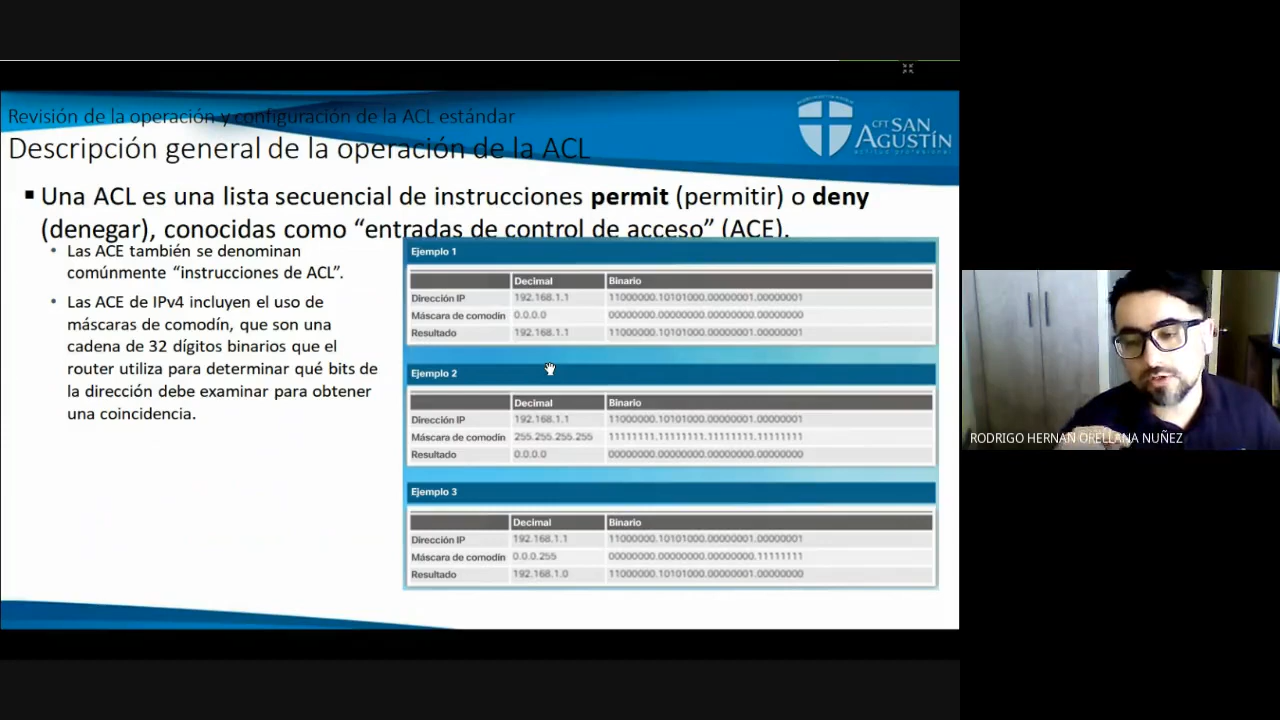 Revisión de la operación y configuración de la ACL estándar
Descripción general de la operación de la ACL
CFT SAN
AGUSTÍN
▪ Una ACL es una lista secuencial de instrucciones permit (permitir) o deny
(denegar), conocidas como “entradas de control de acceso” (ACE).
• Las ACE también se denominan
comúnmente “instrucciones de ACL”.
• Las ACE de IPv4 incluyen el uso de
máscaras de comodín, que son una
cadena de 32 dígitos binarios que el
router utiliza para determinar qué bits de
la dirección debe examinar para obtener
una coincidencia.
Ejemplo 1
Decimal Binario
Dirección IP 192.168.1.1 11000000.10101000.00000001.00000001
Máscara de comodín 0.0.0.0 00000000.00000000.00000000.00000000
Resultado 192.168.1.1 11000000.10101000.00000001.00000001
Ejemplo 2
Decimal Binario
Dirección IP 192.168.1.1 11000000.10101000.00000001.00000001
Máscara de comodín 255.255.255.255 11111111.11111111.11111111.11111111
Resultado 0.0.0.0 00000000.00000000.00000000.00000000
Ejemplo 3
Decimal Binario
Dirección IP 192.168.1.1 11000000.10101000.00000001.00000001
Máscara de comodín 0.0.0.255 00000000.00000000.00000000.11111111
Resultado 192.168.1.0 11000000.10101000.00000001.00000000
RODRIGO HERNAN ORELLANA NUÑEZ